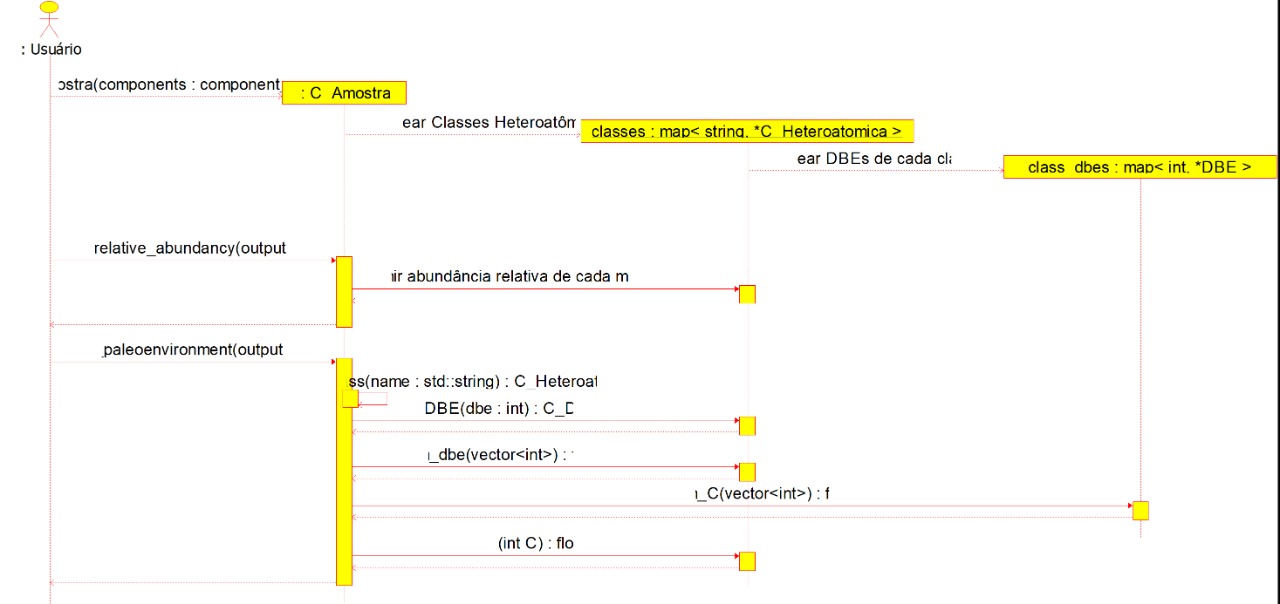 : Usuário
ostra(components : component
: C_Amostra
ear Classes Heteroatôm
classes : map< string, *C_Heteroatomica >
ear DBEs de cada cla
class_dbes : map< int, *DBE >
relative_abundancy(output
ir abundância relativa de cada m
_paleoenvironment(output
ss(name : std::string) : C_Heteroat
DBE(dbe : int) : C_D
_dbe(vector<int>) :
_C(vector<int>) : f
(int C) : flo